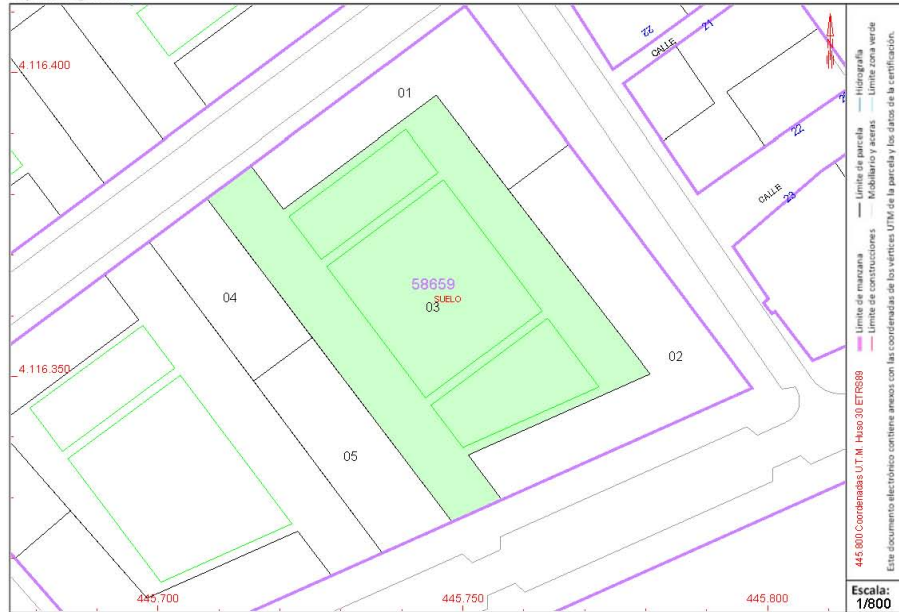 4.116.400
01
CALLE
22
21
22
CALLE
23
58659
SUELO
03
04
02
4.116.350
05
445.700
445.750
445.800
Límite de manzana
Límite de parcela
Hidrografía
Límite de construcciones
Mobiliario y aceras
Límite zona verde
445.800 Coordenadas U.T.M. Huso 30 ETRS89
Este documento electrónico contiene anexos con las coordenadas de los vértices UTM de la parcela y los datos de la certificación.
Escala:
1/800